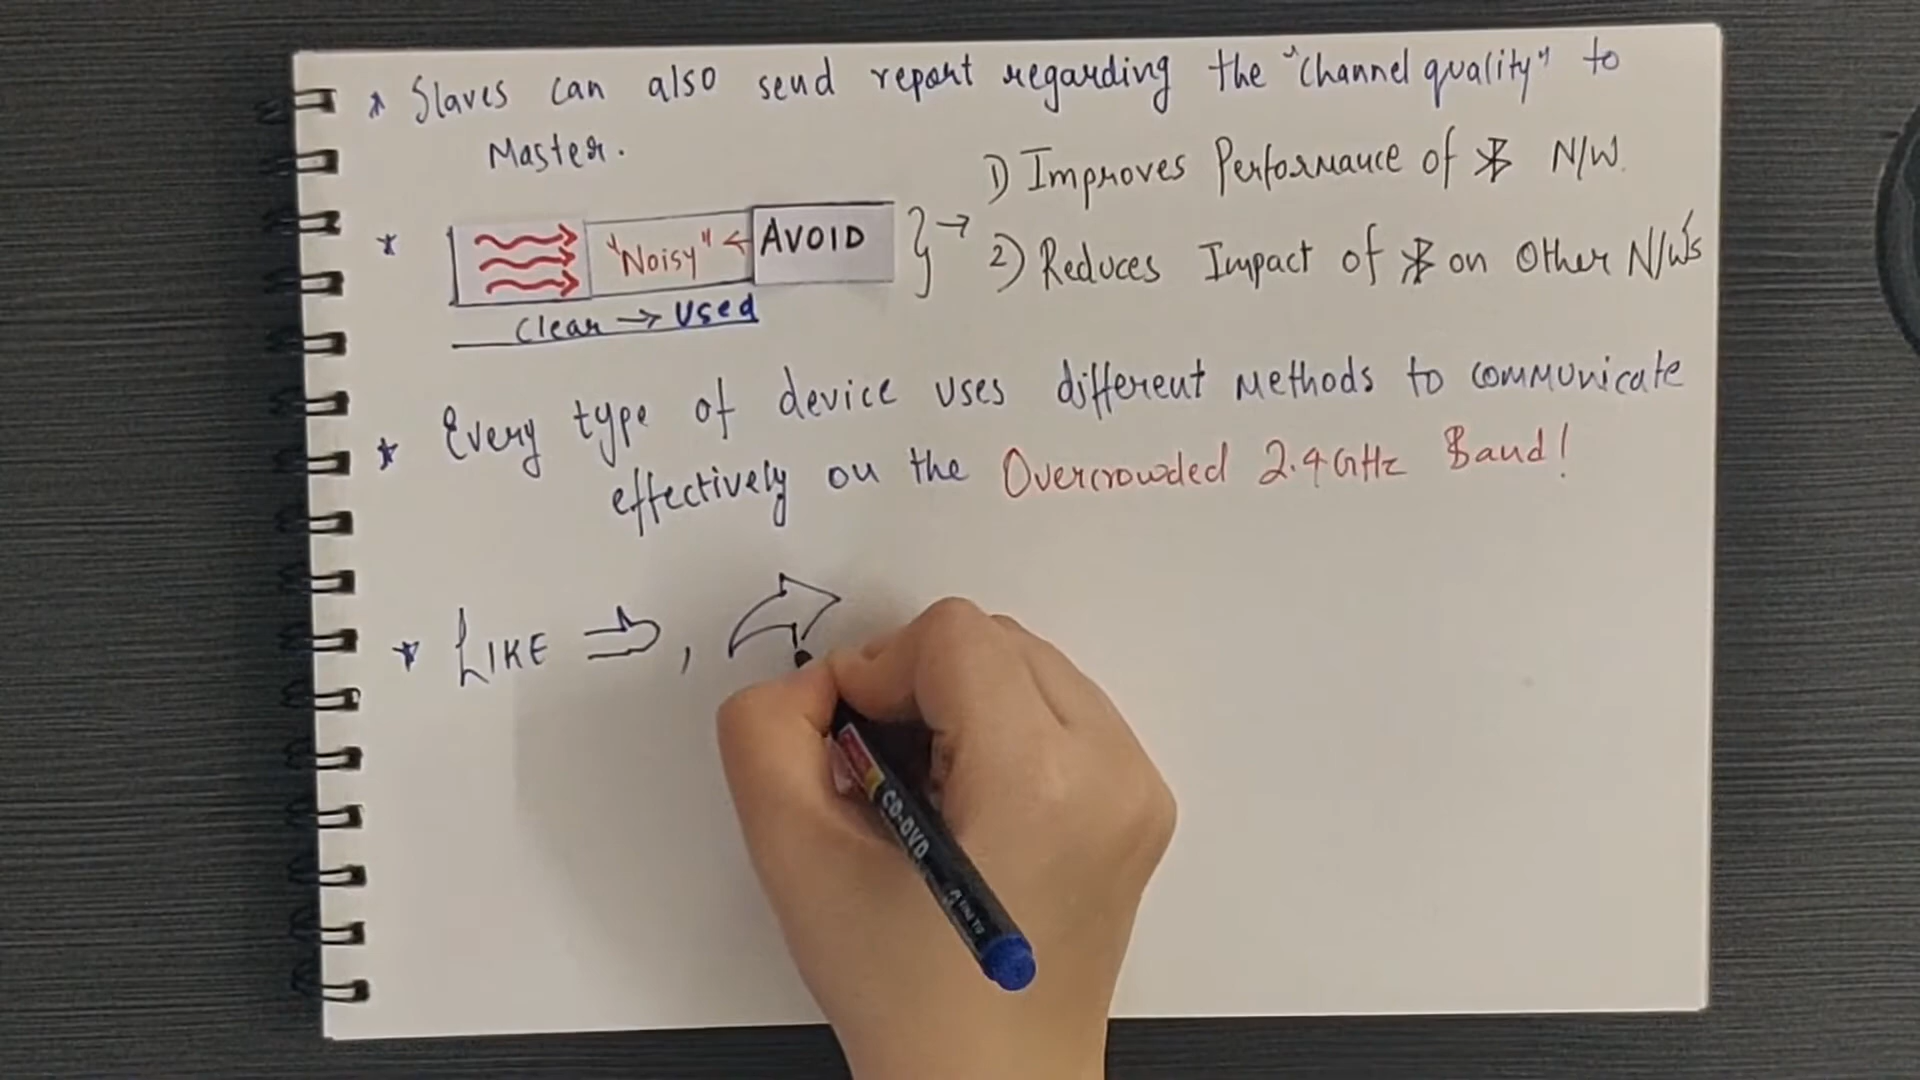 * Slaves can also send report regarding the "Channel quality" to
Master.
* "Noisy" ← AVOID } →
Clear → Used
1) Improves Performance of ᛒ N/W.
2) Reduces Impact of ᛒ on Other N/W's
* Every type of device uses different Methods to communicate
effectively on the Overcrowded 2.4GHz Band!
* LIKE ,
CD-DVD